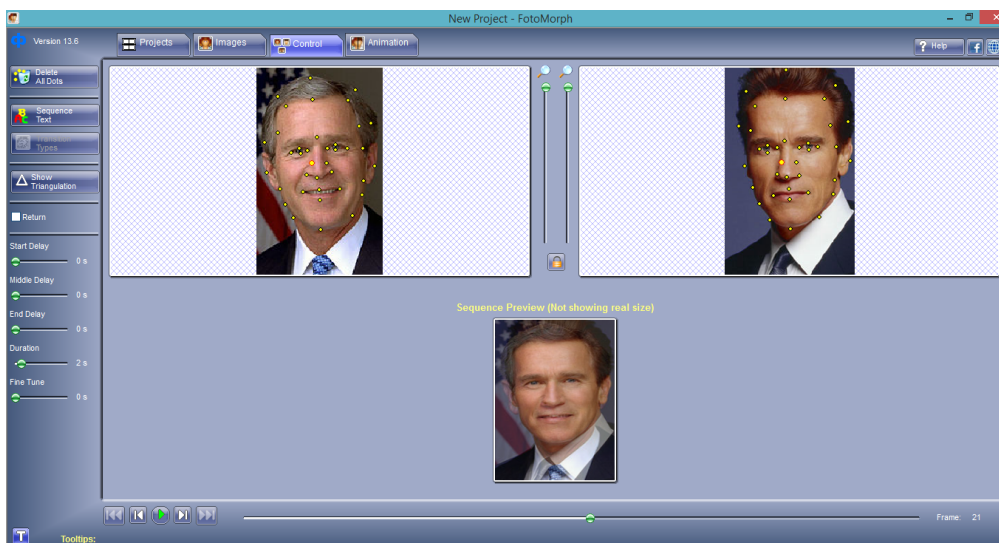 New Project - FotoMorph
Version 13.6
Projects
Images
Control
Animation
? Help
Delete
All Dots
Sequence
Text
Types
Show
Triangulation
Return
Start Delay
0 s
Middle Delay
0 s
End Delay
0 s
Duration
2 s
Fine Tune
0 s
Sequence Preview (Not showing real size)
Frame: 21
T
Tooltips: